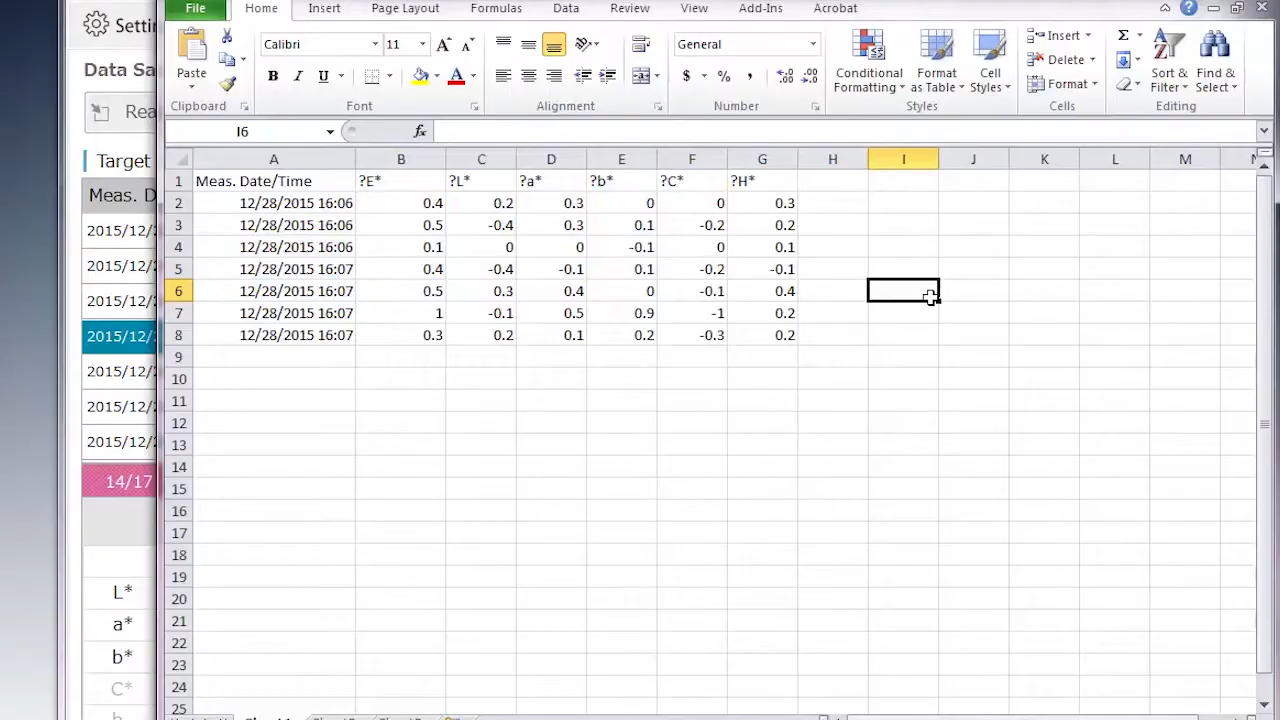 File Home Insert Page Layout Formulas Data Review View Add-Ins Acrobat
Paste
Calibri 11
B I U
General
$ % ,
Conditional Formatting
Format as Table
Cell Styles
Insert
Delete
Format
Σ
Sort & Filter
Find & Select
Clipboard Font Alignment Number Styles Cells Editing
I6 fx
A B C D E F G H I J K L M
1 Meas. Date/Time ?E* ?L* ?a* ?b* ?C* ?H*
2 12/28/2015 16:06 0.4 0.2 0.3 0 0 0.3
3 12/28/2015 16:06 0.5 -0.4 0.3 0.1 -0.2 0.2
4 12/28/2015 16:06 0.1 0 0 -0.1 0 0.1
5 12/28/2015 16:07 0.4 -0.4 -0.1 0.1 -0.2 -0.1
6 12/28/2015 16:07 0.5 0.3 0.4 0 -0.1 0.4
7 12/28/2015 16:07 1 -0.1 0.5 0.9 -1 0.2
8 12/28/2015 16:07 0.3 0.2 0.1 0.2 -0.3 0.2
9
10
11
12
13
14
15
16
17
18
19
20
21
22
23
24
25
Settin
Data Sa
Rea
Target
Meas. D
2015/12/
2015/12/
2015/12/
2015/12/
2015/12/
2015/12/
2015/12/
14/17
L*
a*
b*
C*
h